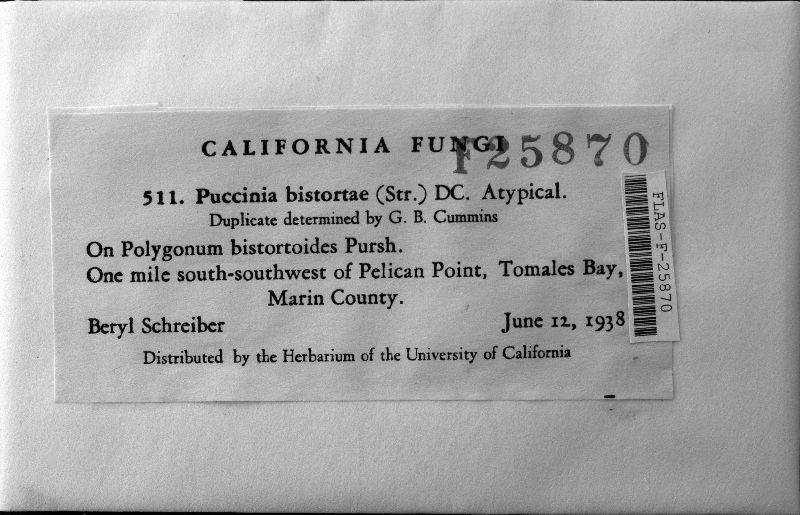 CALIFORNIA FUNGI
F25870
511. Puccinia bistortae (Str.) DC. Atypical.
Duplicate determined by G. B. Cummins
On Polygonum bistortoides Pursh.
One mile south-southwest of Pelican Point, Tomales Bay,
Marin County.
Beryl Schreiber June 12, 1938
Distributed by the Herbarium of the University of California
FLAS-F-25870